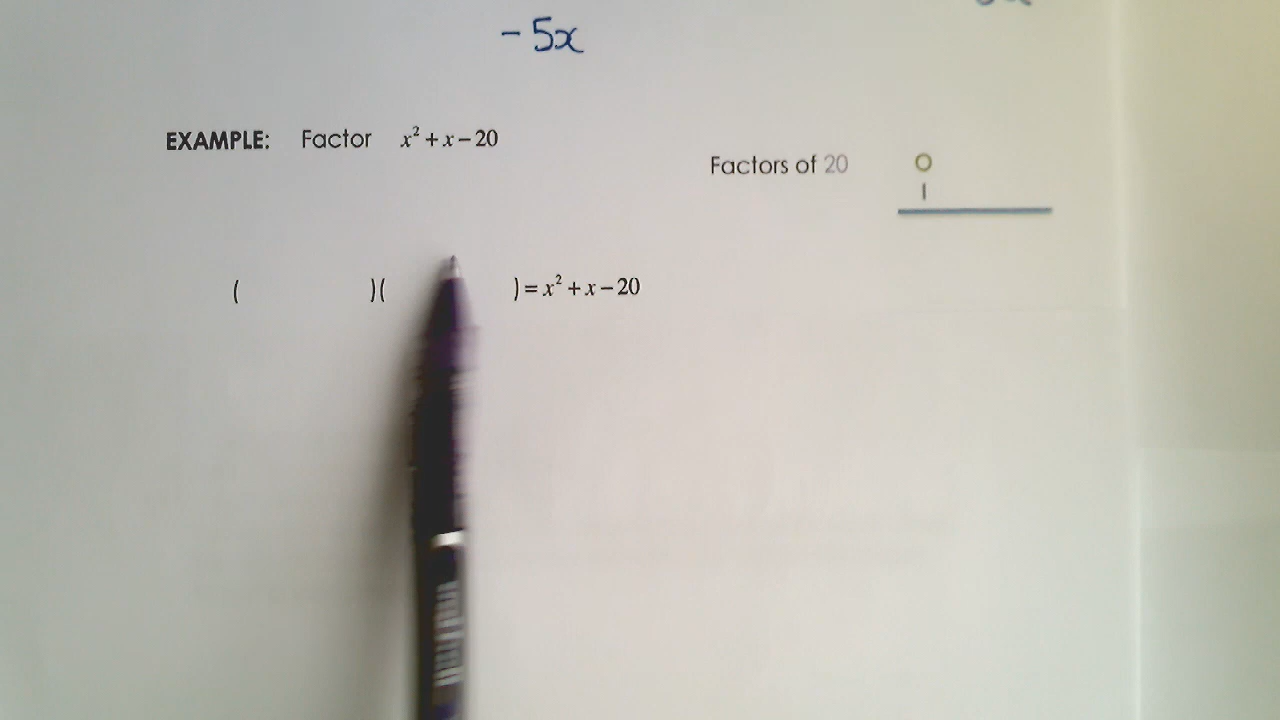 - 5x
EXAMPLE: Factor x² + x – 20
Factors of 20
O
I
( )( ) = x² + x – 20